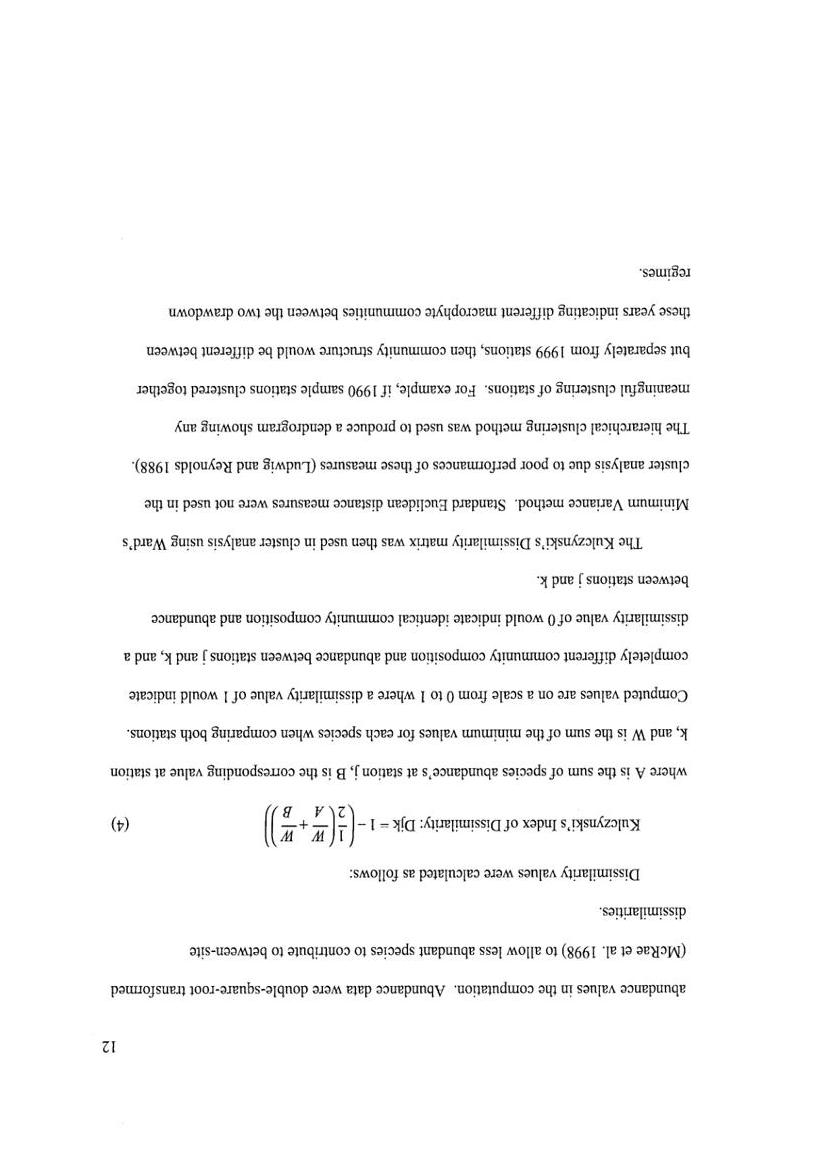 12
abundance values in the computation. Abundance data were double-square-root transformed
(McRae et al. 1998) to allow less abundant species to contribute to between-site
dissimilarities.
Dissimilarity values were calculated as follows:
Kulczynski's Index of Dissimilarity: Djk = 1 − (1/2 (W/A + W/B)) (4)
where A is the sum of species abundance's at station j, B is the corresponding value at station
k, and W is the sum of the minimum values for each species when comparing both stations.
Computed values are on a scale from 0 to 1 where a dissimilarity value of 1 would indicate
completely different community composition and abundance between stations j and k, and a
dissimilarity value of 0 would indicate identical community composition and abundance
between stations j and k.
The Kulczynski's Dissimilarity matrix was then used in cluster analysis using Ward's
Minimum Variance method. Standard Euclidean distance measures were not used in the
cluster analysis due to poor performances of these measures (Ludwig and Reynolds 1988).
The hierarchical clustering method was used to produce a dendrogram showing any
meaningful clustering of stations. For example, if 1990 sample stations clustered together
but separately from 1999 stations, then community structure would be different between
these years indicating different macrophyte communities between the two drawdown
regimes.